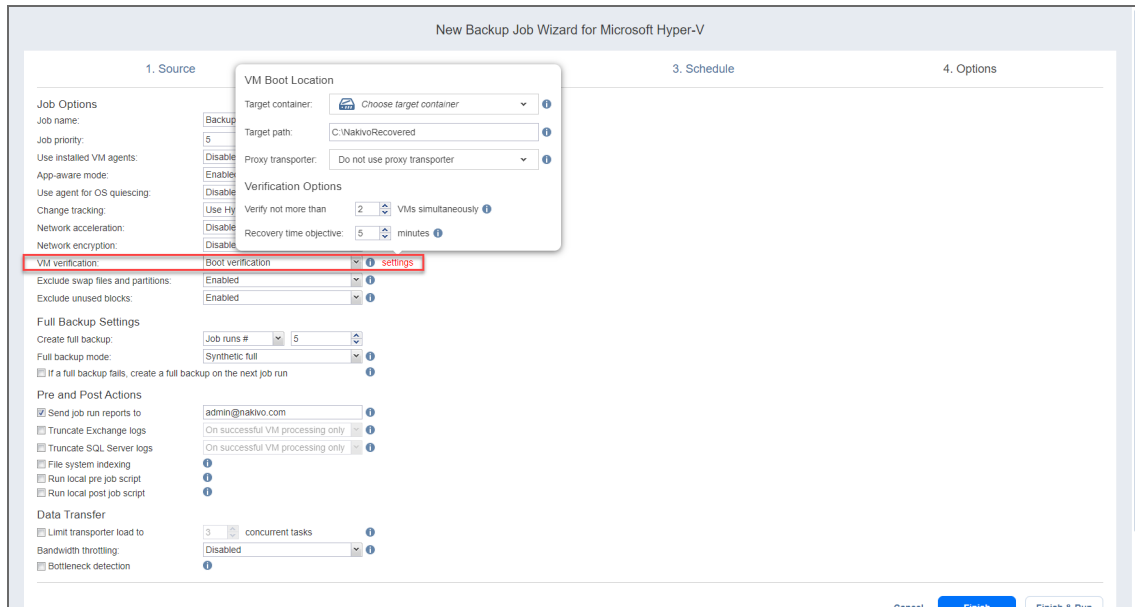 New Backup Job Wizard for Microsoft Hyper-V
1. Source
3. Schedule
4. Options
VM Boot Location
Target container: Choose target container
Target path: C:\NakivoRecovered
Proxy transporter: Do not use proxy transporter
Verification Options
Verify not more than 2 VMs simultaneously
Recovery time objective: 5 minutes
Job Options
Job name: Backup
Job priority: 5
Use installed VM agents: Disable
App-aware mode: Enable
Use agent for OS quiescing: Disable
Change tracking: Use Hy
Network acceleration: Disable
Network encryption: Disable
VM verification: Boot verification settings
Exclude swap files and partitions: Enabled
Exclude unused blocks: Enabled
Full Backup Settings
Create full backup: Job runs # 5
Full backup mode: Synthetic full
If a full backup fails, create a full backup on the next job run
Pre and Post Actions
Send job run reports to admin@nakivo.com
Truncate Exchange logs On successful VM processing only
Truncate SQL Server logs On successful VM processing only
File system indexing
Run local pre job script
Run local post job script
Data Transfer
Limit transporter load to 3 concurrent tasks
Bandwidth throttling: Disabled
Bottleneck detection
Cancel Finish Finish & Run